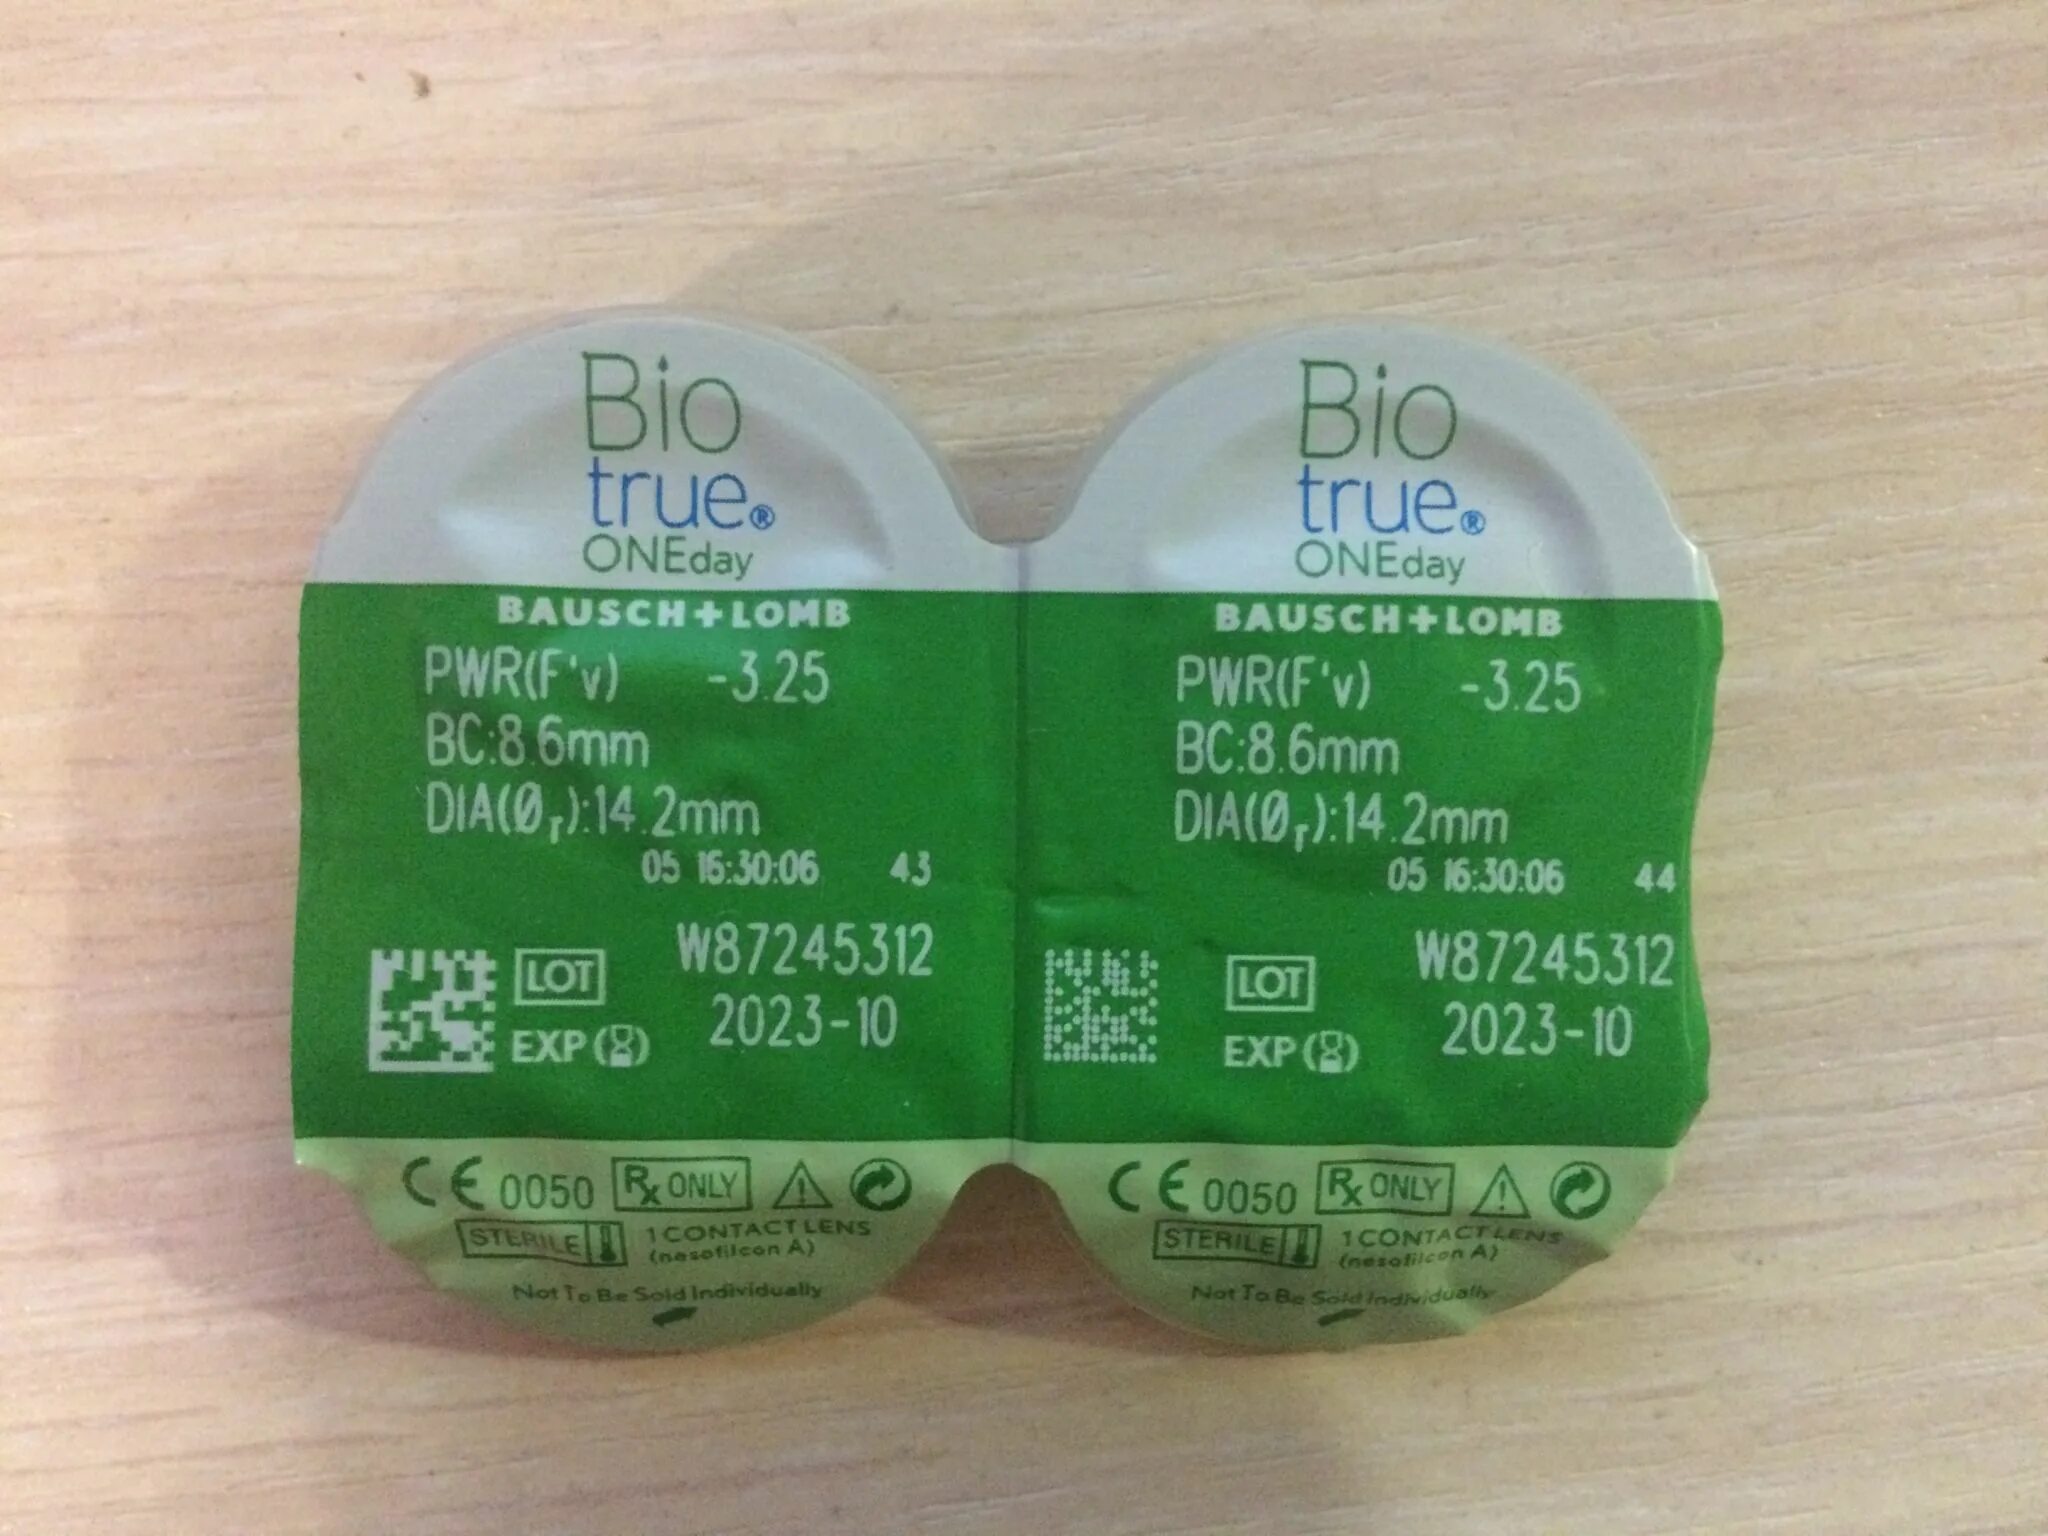 Bio
true®
ONEday
BAUSCH+LOMB
PWR(F'v) -3.25
BC:8.6mm
DIA(Ør):14.2mm
05 16:30:06 43
W87245312
LOT
2023-10
EXP
CE 0050 Rx ONLY
STERILE 1 CONTACT LENS
(nesofilcon A)
Not To Be Sold Individually
Bio
true®
ONEday
BAUSCH+LOMB
PWR(F'v) -3.25
BC:8.6mm
DIA(Ør):14.2mm
05 16:30:06 44
W87245312
LOT
2023-10
EXP
CE 0050 Rx ONLY
STERILE 1 CONTACT LENS
(nesofilcon A)
Not To Be Sold Individually